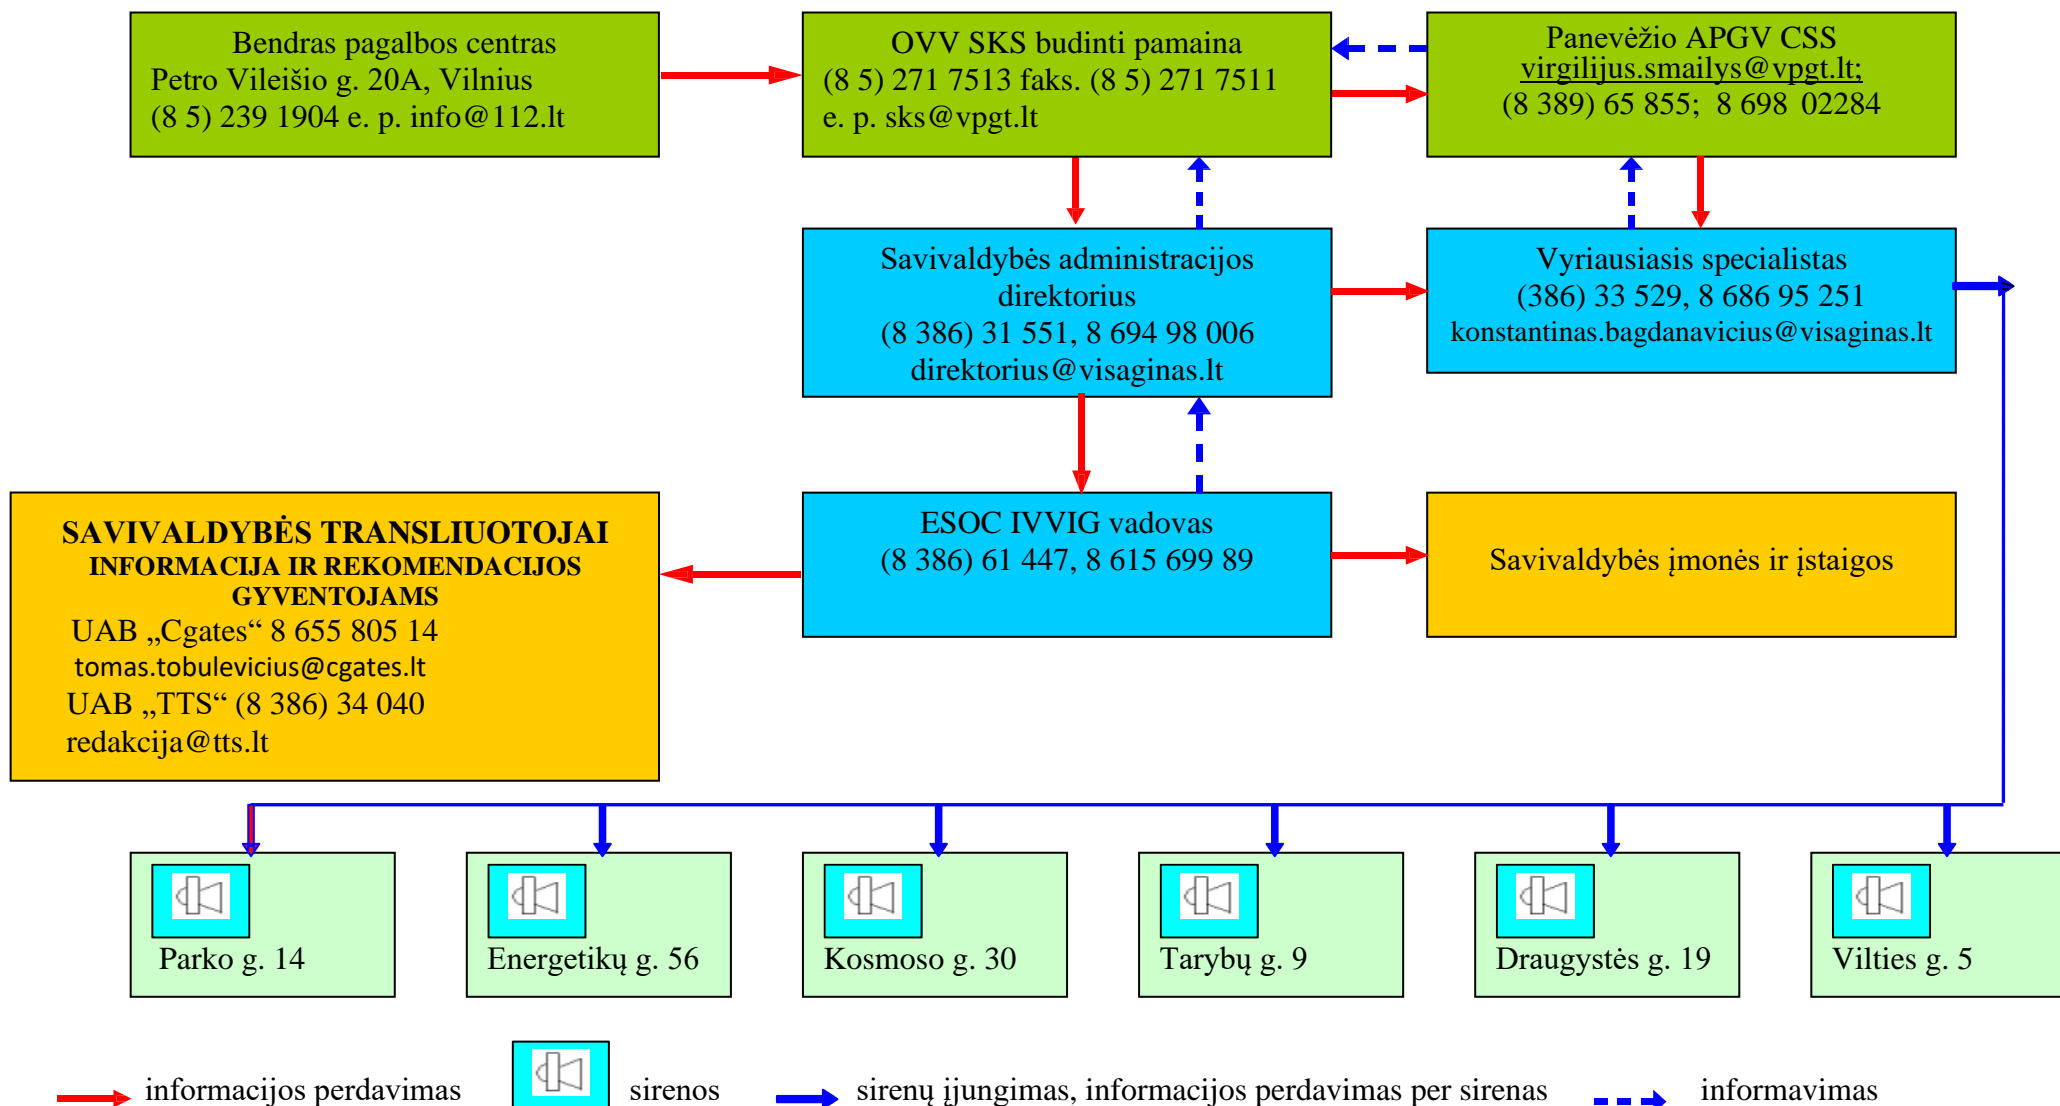 Bendras pagalbos centras
Petro Vileišio g. 20A, Vilnius
(8 5) 239 1904 e. p. info@112.lt
OVV SKS budinti pamaina
(8 5) 271 7513 faks. (8 5) 271 7511
e. p. sks@vpgt.lt
Panevėžio APGV CSS
virgilijus.smailys@vpgt.lt;
(8 389) 65 855; 8 698 02284
Savivaldybės administracijos
direktorius
(8 386) 31 551, 8 694 98 006
direktorius@visaginas.lt
Vyriausiasis specialistas
(386) 33 529, 8 686 95 251
konstantinas.bagdanavicius@visaginas.lt
SAVIVALDYBĖS TRANSLIUOTOJAI
INFORMACIJA IR REKOMENDACIJOS
GYVENTOJAMS
UAB „Cgates“ 8 655 805 14
tomas.tobulevicius@cgates.lt
UAB „TTS“ (8 386) 34 040
redakcija@tts.lt
ESOC IVVIG vadovas
(8 386) 61 447, 8 615 699 89
Savivaldybės įmonės ir įstaigos
Parko g. 14
Energetikų g. 56
Kosmoso g. 30
Tarybų g. 9
Draugystės g. 19
Vilties g. 5
informacijos perdavimas
sirenos
sirenų įjungimas, informacijos perdavimas per sirenas
informavimas